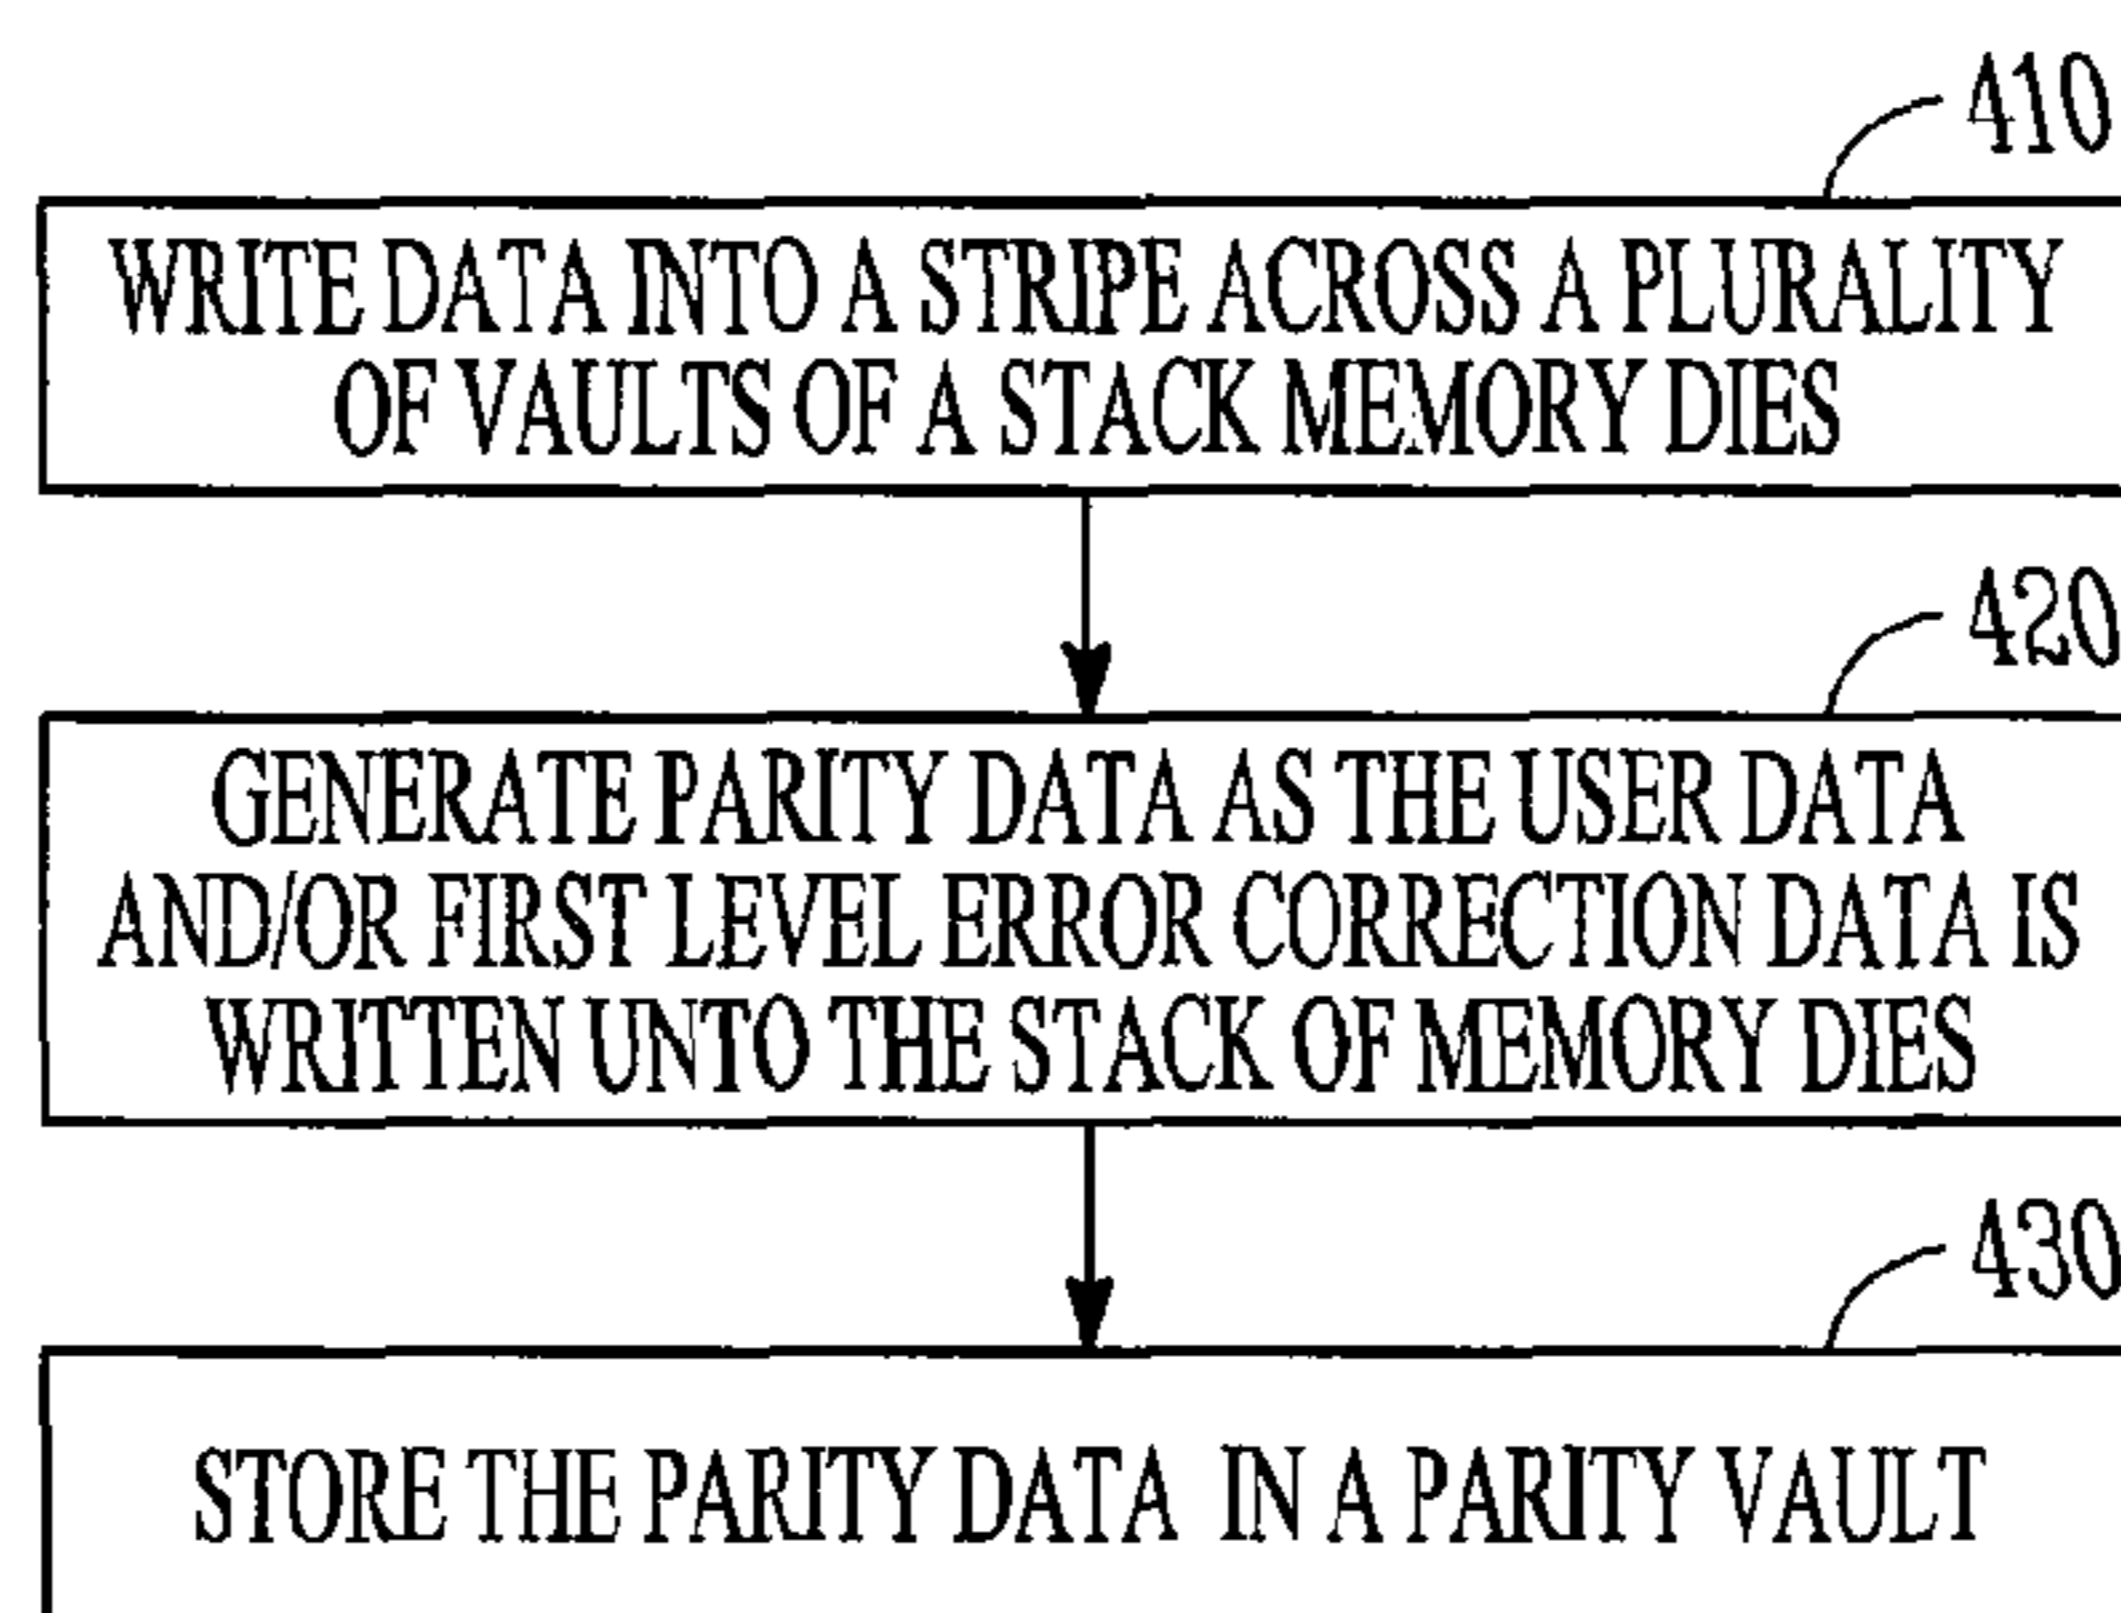 410
WRITE DATA INTO A STRIPE ACROSS A PLURALITY
OF VAULTS OF A STACK MEMORY DIES
420
GENERATE PARITY DATA AS THE USER DATA
AND/OR FIRST LEVEL ERROR CORRECTION DATA IS
WRITTEN UNTO THE STACK OF MEMORY DIES
430
STORE THE PARITY DATA IN A PARITY VAULT